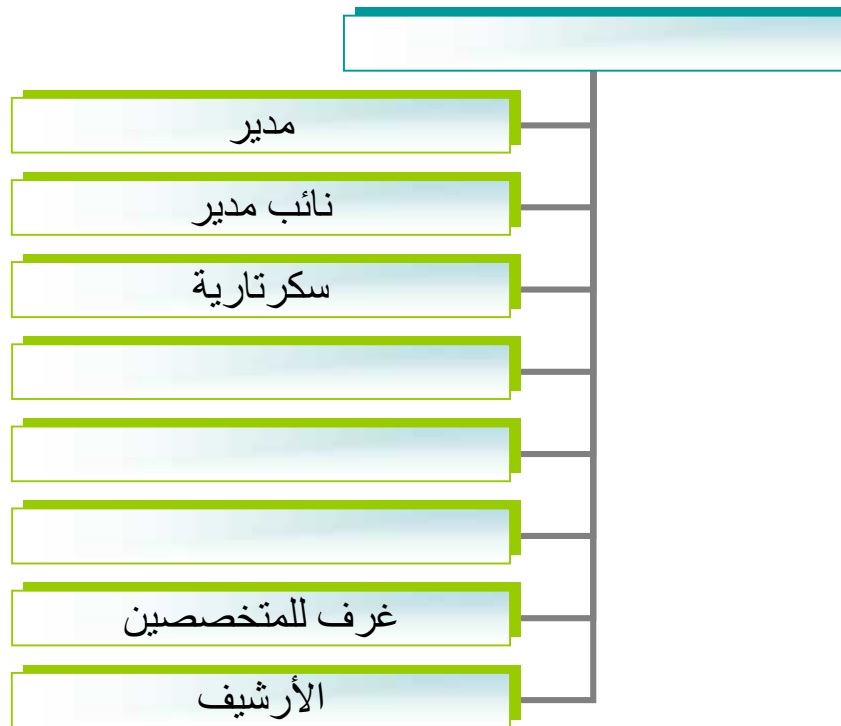 مدير
نائب مدير
سكرتارية
غرف للمتخصصين
الأرشيف